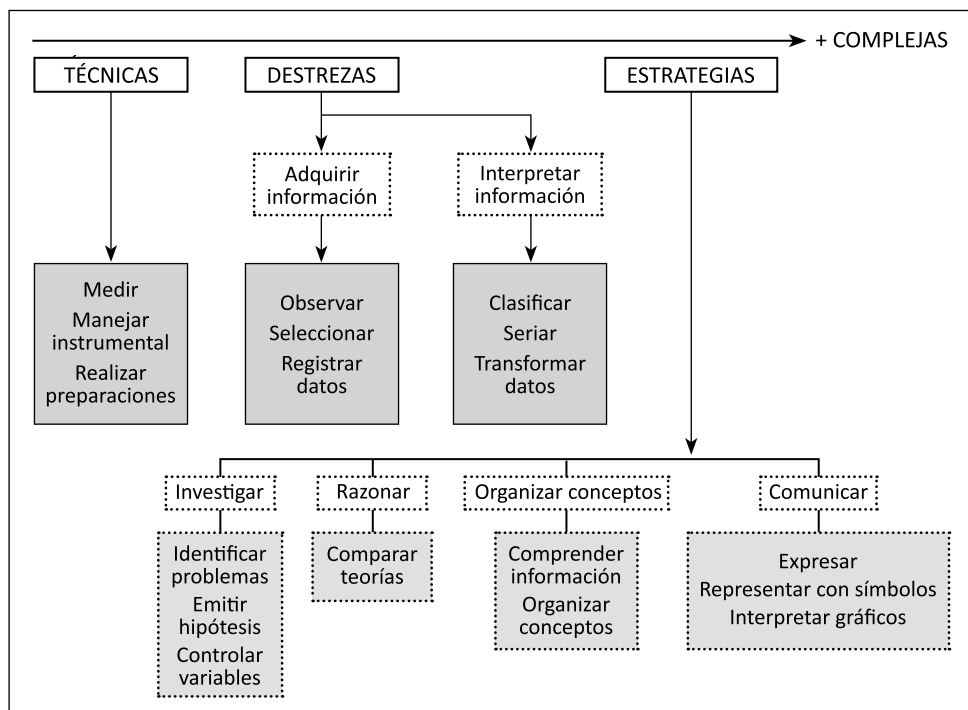 + COMPLEJAS
TÉCNICAS
DESTREZAS
ESTRATEGIAS
Adquirir
información
Interpretar
información
Medir
Manejar
instrumental
Realizar
preparaciones
Observar
Seleccionar
Registrar
datos
Clasificar
Seriar
Transformar
datos
Investigar
Razonar
Organizar conceptos
Comunicar
Identificar
problemas
Emitir
hipótesis
Controlar
variables
Comparar
teorías
Comprender
información
Organizar
conceptos
Expresar
Representar con símbolos
Interpretar gráficos